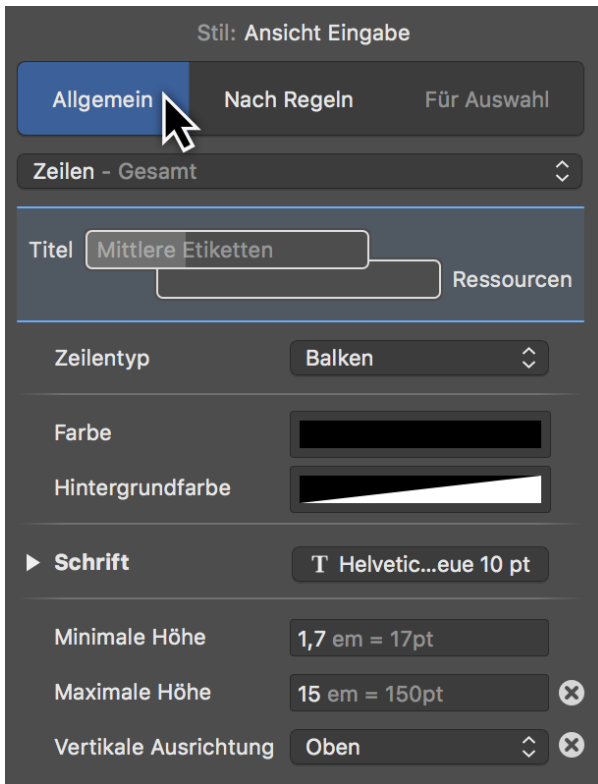 Stil: Ansicht Eingabe
Allgemein Nach Regeln Für Auswahl
Zeilen – Gesamt
Titel Mittlere Etiketten
Ressourcen
Zeilentyp Balken
Farbe
Hintergrundfarbe
Schrift T Helvetic...eue 10 pt
Minimale Höhe 1,7 em = 17pt
Maximale Höhe 15 em = 150pt
Vertikale Ausrichtung Oben